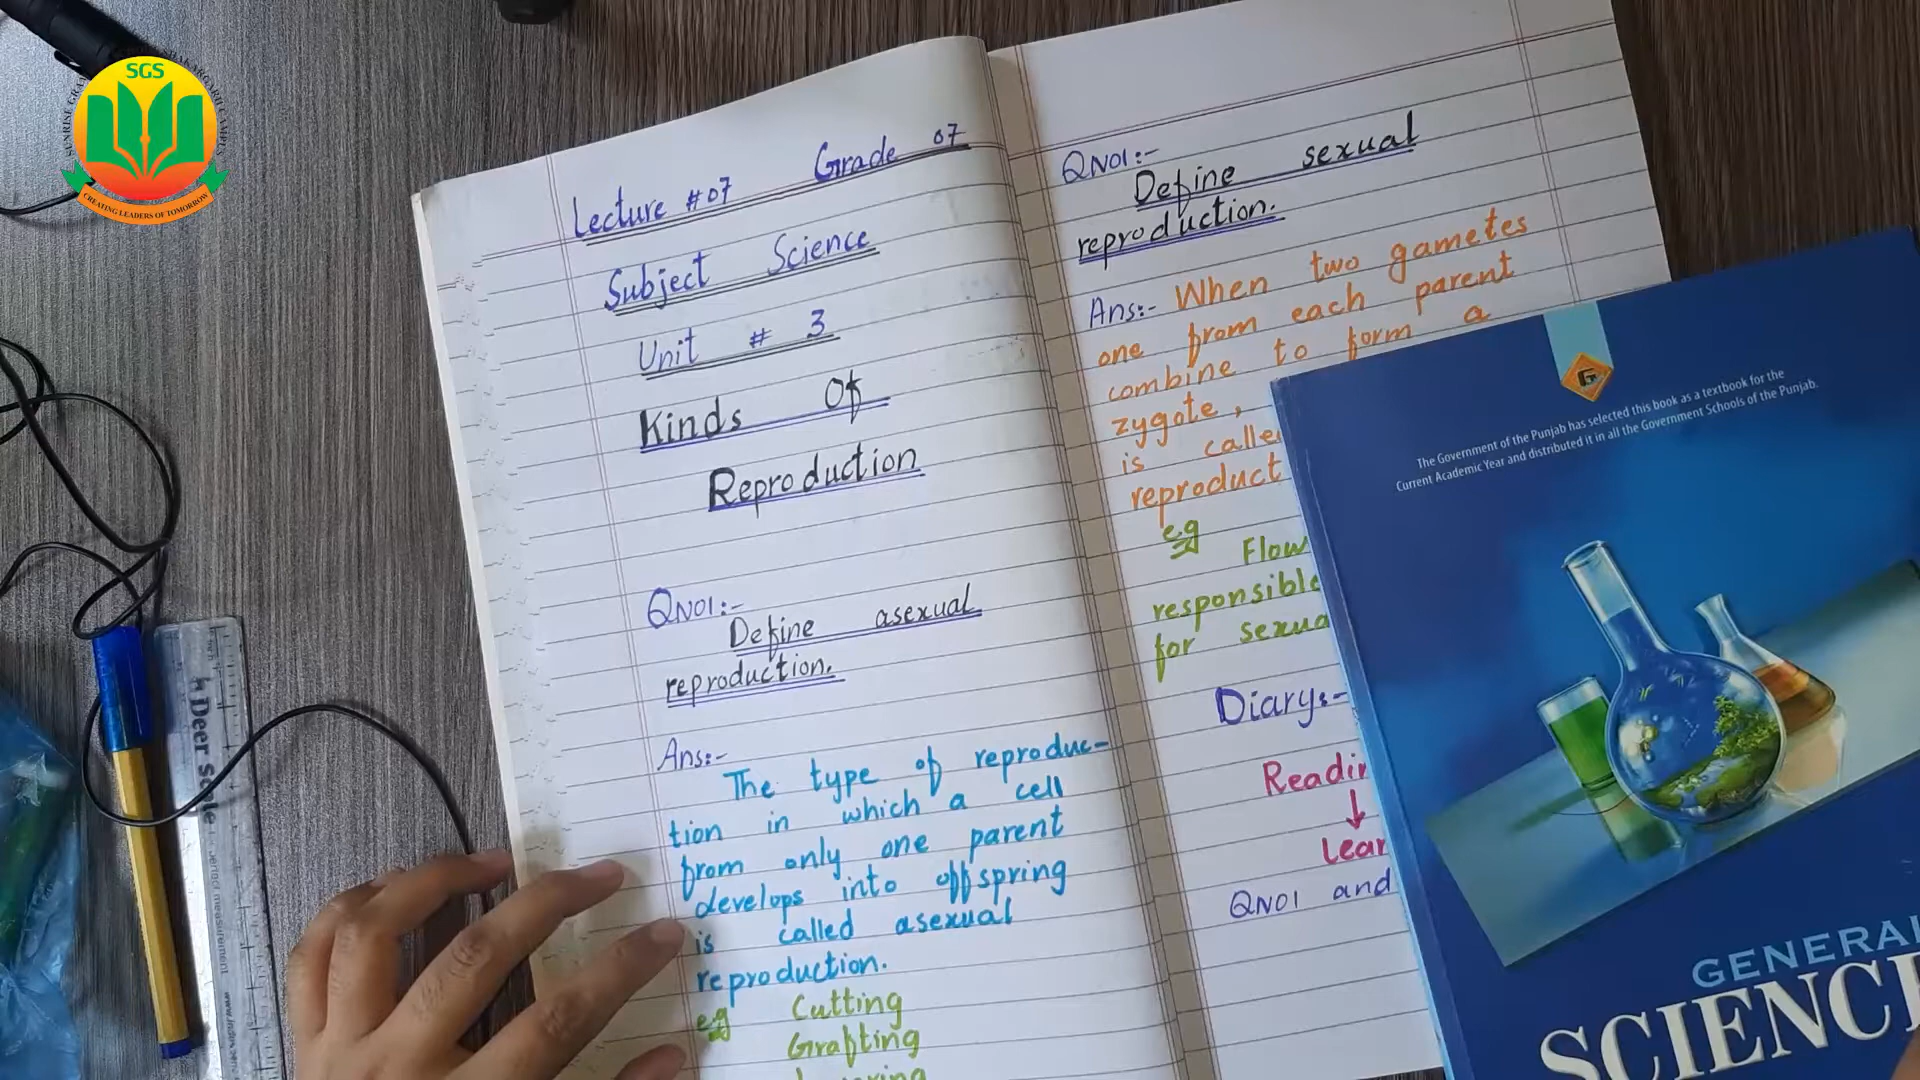 SGS
CREATING LEADERS OF TOMORROW
Lecture #07 Grade 07
Subject Science
Unit # 3
Kinds Of
Reproduction
QNO1:-
Define asexual
reproduction.
Ans:-
The type of reproduc-
tion in which a cell
from only one parent
develops into offspring
is called asexual
reproduction.
eg Cutting
Grafting
QNO1:-
Define sexual
reproduction.
Ans:- When two gametes
one from each parent
combine to form a
zygote,
is
reproduct
eg Flow
responsible
for sexua
Diary:-
Readin
↓
Lear
QNO1 and
The Government of the Punjab has selected this book as a textbook for the
Current Academic Year and distributed it in all the Government Schools of the Punjab.
GENERAL
SCIENC
Deer scale